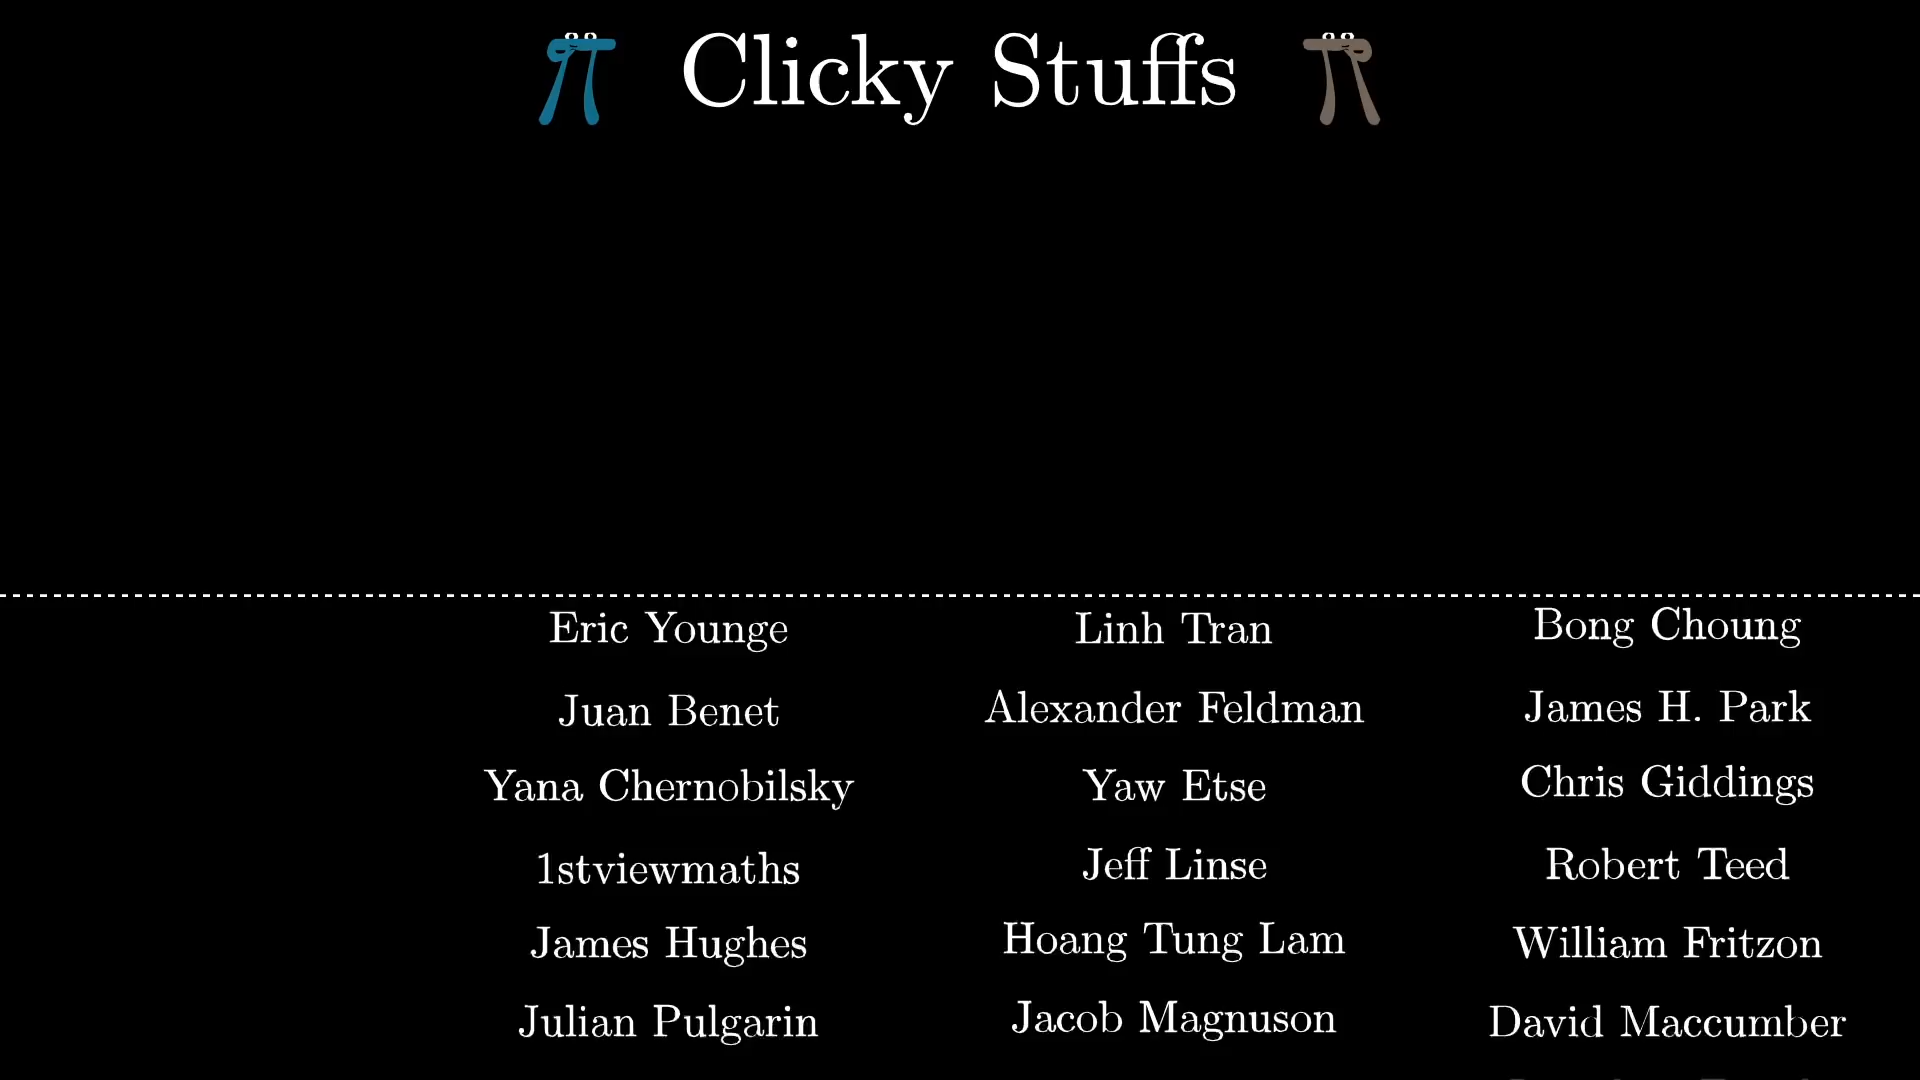 Clicky Stuffs
Eric Younge Linh Tran Bong Choung
Juan Benet Alexander Feldman James H. Park
Yana Chernobilsky Yaw Etse Chris Giddings
1stviewmaths Jeff Linse Robert Teed
James Hughes Hoang Tung Lam William Fritzon
Julian Pulgarin Jacob Magnuson David Maccumber